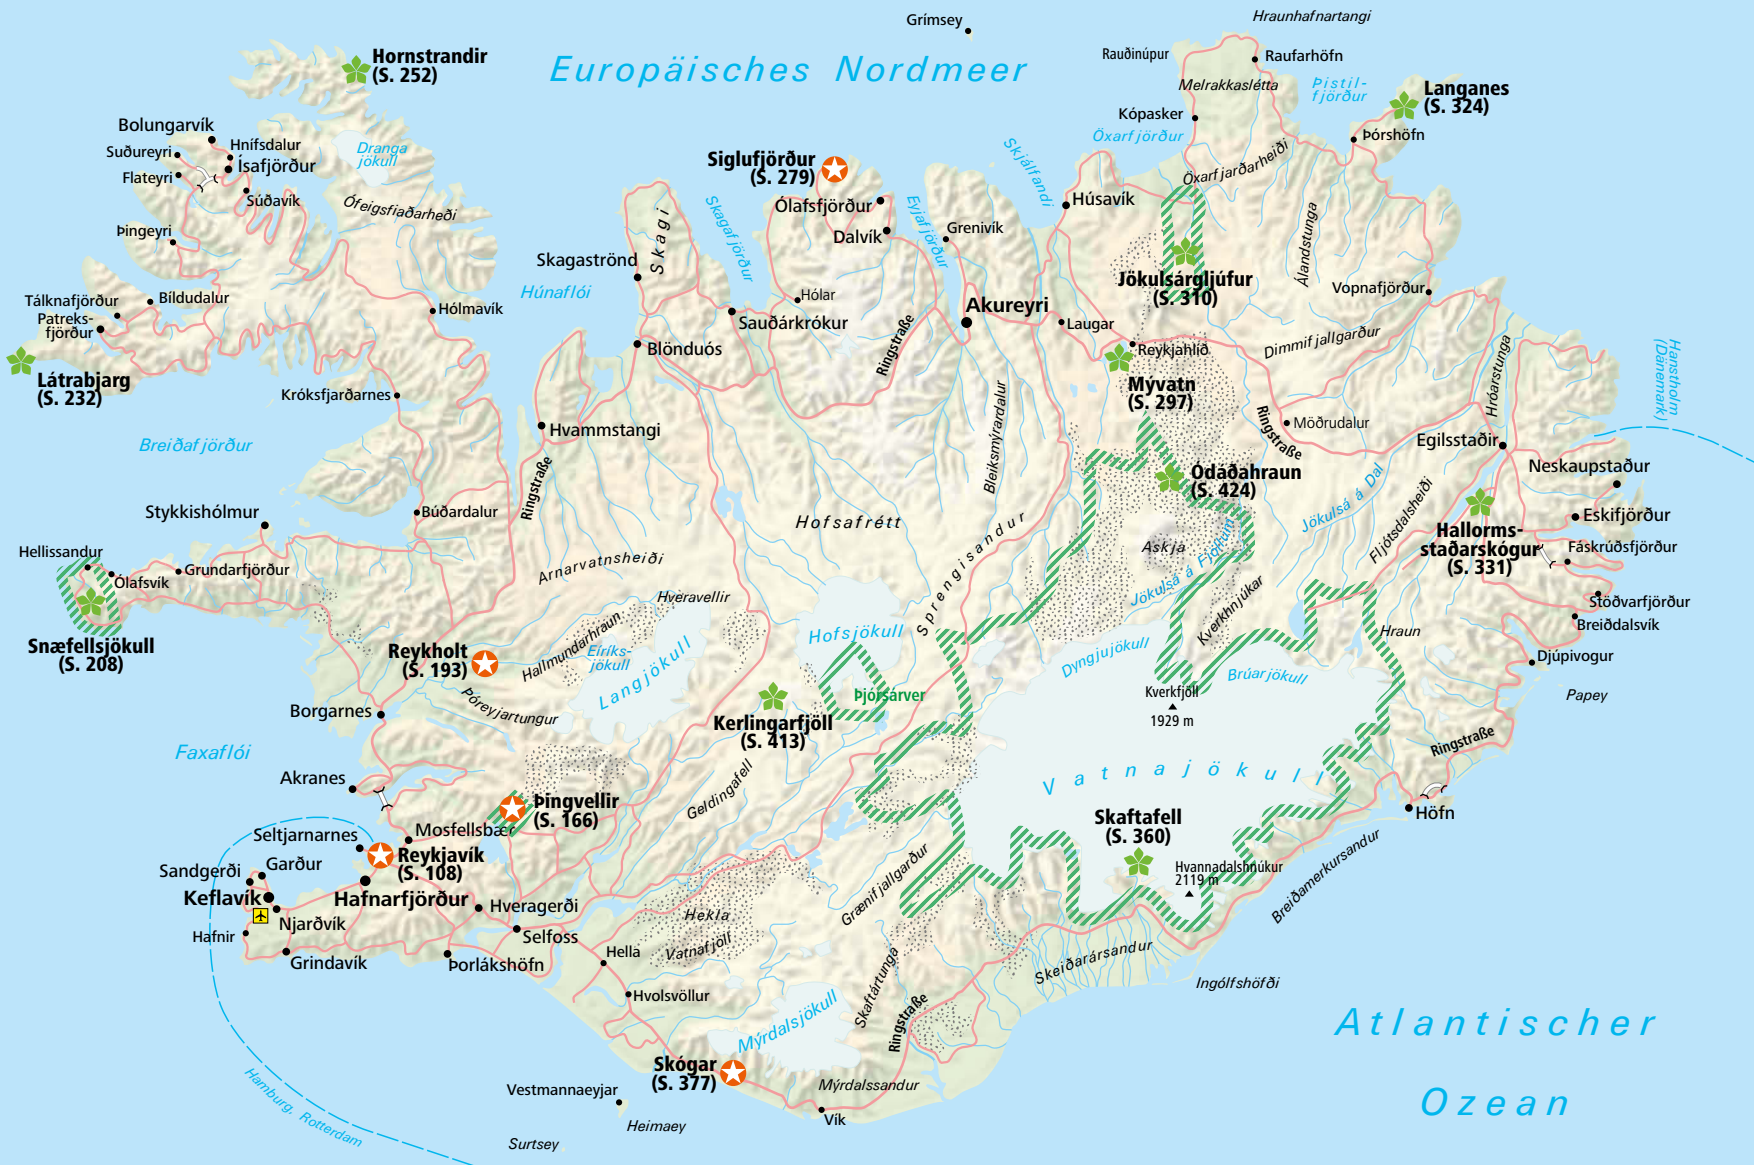 Grímsey
Hraunhafnartangi
Europäisches Nordmeer
Hornstrandir
(S. 252)
Rauðinúpur
Raufarhöfn
Melrakkaslétta
Þistil-
fjörður
Langanes
(S. 324)
Kópasker
Öxarfjörður
Þórshöfn
Bolungarvík
Hnífsdalur
Suðureyri
Ísafjörður
Flateyri
Súðavík
Dranga
jökull
Ófeigsfiaðarheði
Þingeyri
Siglufjörður
(S. 279)
Skjálfandi
Öxarfjarðarheiði
Ólafsfjörður
Húsavík
Skagi
Skagafjörður
Eyjafjörður
Grenivík
Dalvík
Álandstunga
Skagaströnd
Húnaflói
Jökulsárgljúfur
(S. 310)
Vopnafjörður
Tálknafjörður
Bíldudalur
Patreks-
fjörður
Hólmavík
Hólar
Sauðárkrókur
Akureyri
Laugar
Ringstraße
Blönduós
Reykjahlíð
Dimmifjallgarður
Hróarstunga
Hanstholm
(Dänemark)
Látrabjarg
(S. 232)
Mývatn
(S. 297)
Króksfjarðarnes
Bleiksmýrardalur
Hvammstangi
Ringstraße
Möðrudalur
Egilsstaðir
Breiðafjörður
Neskaupstaður
Ódáðahraun
(S. 424)
Ringstraße
Jökulsá á Dal
Fljótsdalsheiði
Stykkishólmur
Búðardalur
Hofsafrétt
Sprengisandur
Eskifjörður
Hallorms-
staðarskógur
(S. 331)
Fáskrúðsfjörður
Hellissandur
Ólafsvík
Grundarfjörður
Arnarvatnsheiði
Askja
Jökulsá á Fjöllum
Kverkhnjúkar
Hveravellir
Stöðvarfjörður
Breiðdalsvík
Hraun
Snæfellsjökull
(S. 208)
Reykholt
(S. 193)
Hallmundarhraun
Eiríks-
jökull
Langjökull
Hofsjökull
Dyngjujökull
Brúarjökull
Djúpivogur
Papey
Þjórsárver
Kverkfjöll
1929 m
Þóreyjartungur
Kerlingarfjöll
(S. 413)
Borgarnes
Faxaflói
Ringstraße
Akranes
Geldingafell
Vatnajökull
Þingvellir
(S. 166)
Höfn
Skaftafell
(S. 360)
Seltjarnarnes
Mosfellsbæ
Reykjavík
(S. 108)
Sandgerði
Garður
Keflavík
Hafnarfjörður
Hvannadalshnúkur
2119 m
Breiðamerkursandur
Grænifjallgarður
Njarðvík
Hveragerði
Hekla
Hafnir
Selfoss
Vatnafjöll
Hella
Grindavík
Þorlákshöfn
Skeiðarársandur
Skaftártunga
Ingólfshöfði
Hvolsvöllur
Mýrdalsjökull
Ringstraße
Atlantischer
Ozean
Skógar
(S. 377)
Mýrdalssandur
Vestmannaeyjar
Vík
Heimaey
Surtsey
Hamburg, Rotterdam